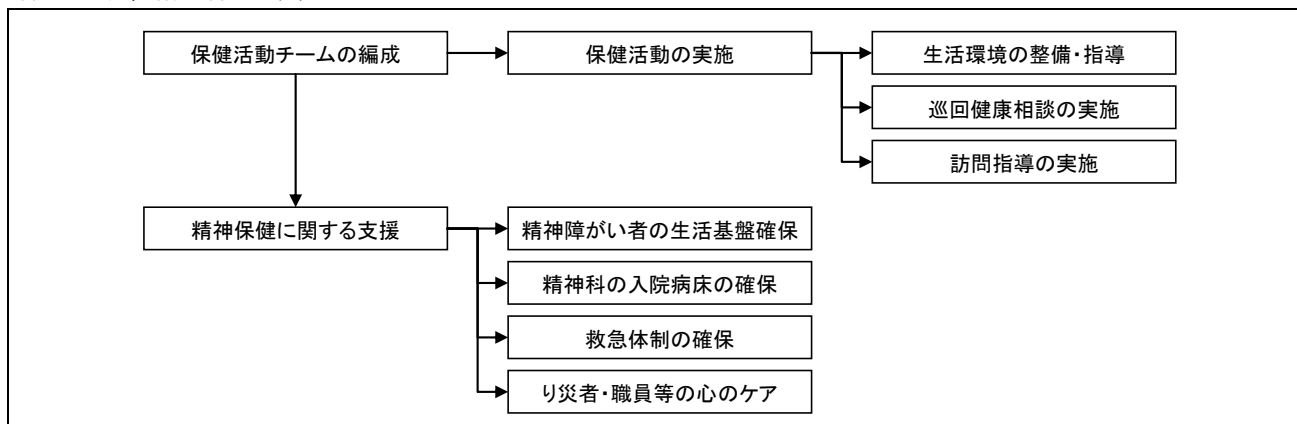 保健活動チームの編成
保健活動の実施
生活環境の整備・指導
巡回健康相談の実施
訪問指導の実施
精神保健に関する支援
精神障がい者の生活基盤確保
精神科の入院病床の確保
救急体制の確保
り災者・職員等の心のケア